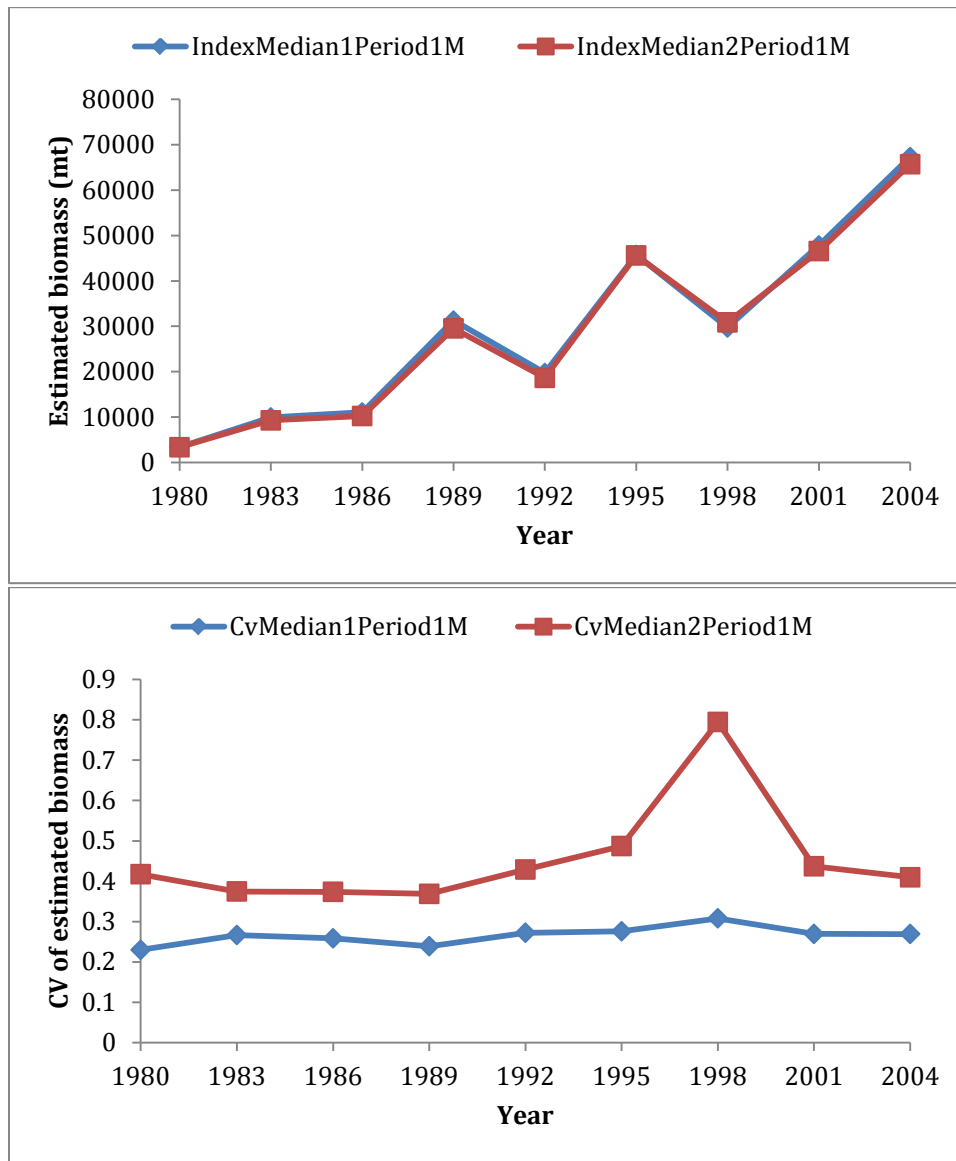 IndexMedian1Period1M IndexMedian2Period1M
80000
70000
60000
50000
40000
30000
20000
10000
0
Estimated biomass (mt)
1980 1983 1986 1989 1992 1995 1998 2001 2004
Year
CvMedian1Period1M CvMedian2Period1M
0.9
0.8
0.7
0.6
0.5
0.4
0.3
0.2
0.1
0
CV of estimated biomass
1980 1983 1986 1989 1992 1995 1998 2001 2004
Year